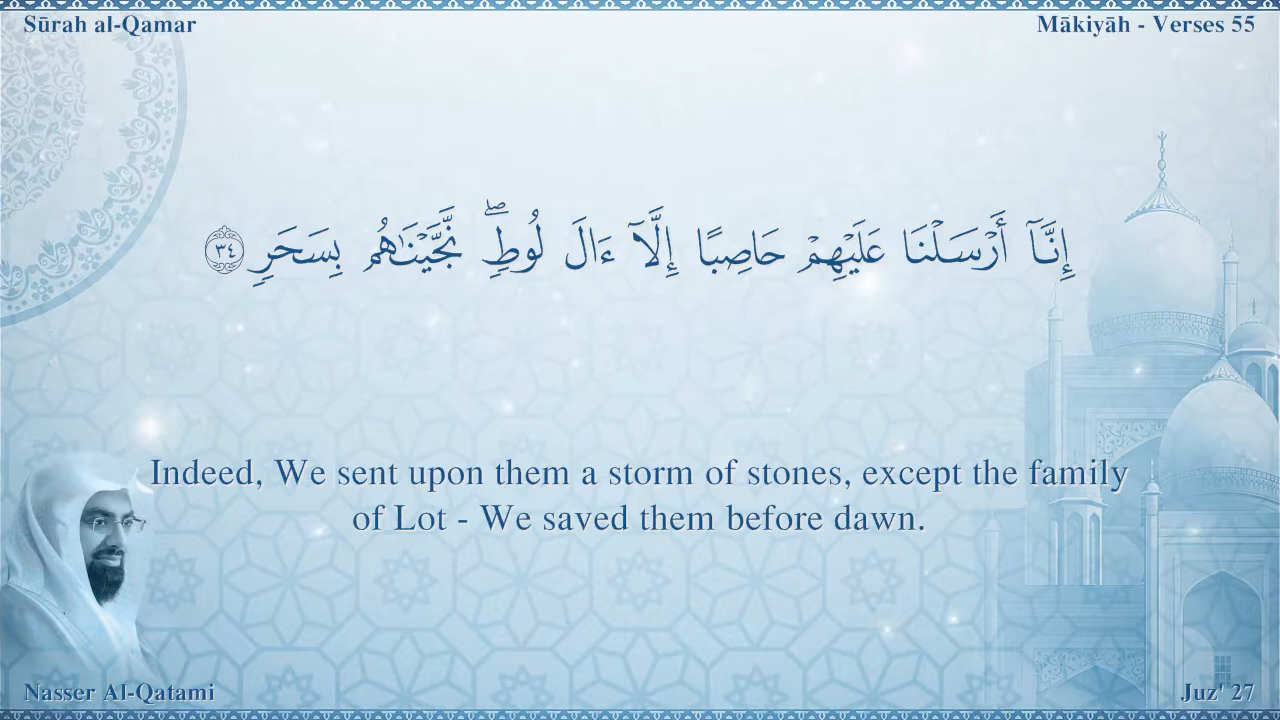 Sūrah al-Qamar
Mākiyāh - Verses 55
إِنَّآ أَرْسَلْنَا عَلَيْهِمْ حَاصِبًا إِلَّآ ءَالَ لُوطٍۖ نَّجَّيْنَٰهُم بِسَحَرٍ ٣٤
Indeed, We sent upon them a storm of stones, except the family
of Lot - We saved them before dawn.
Nasser Al-Qatami
Juz' 27